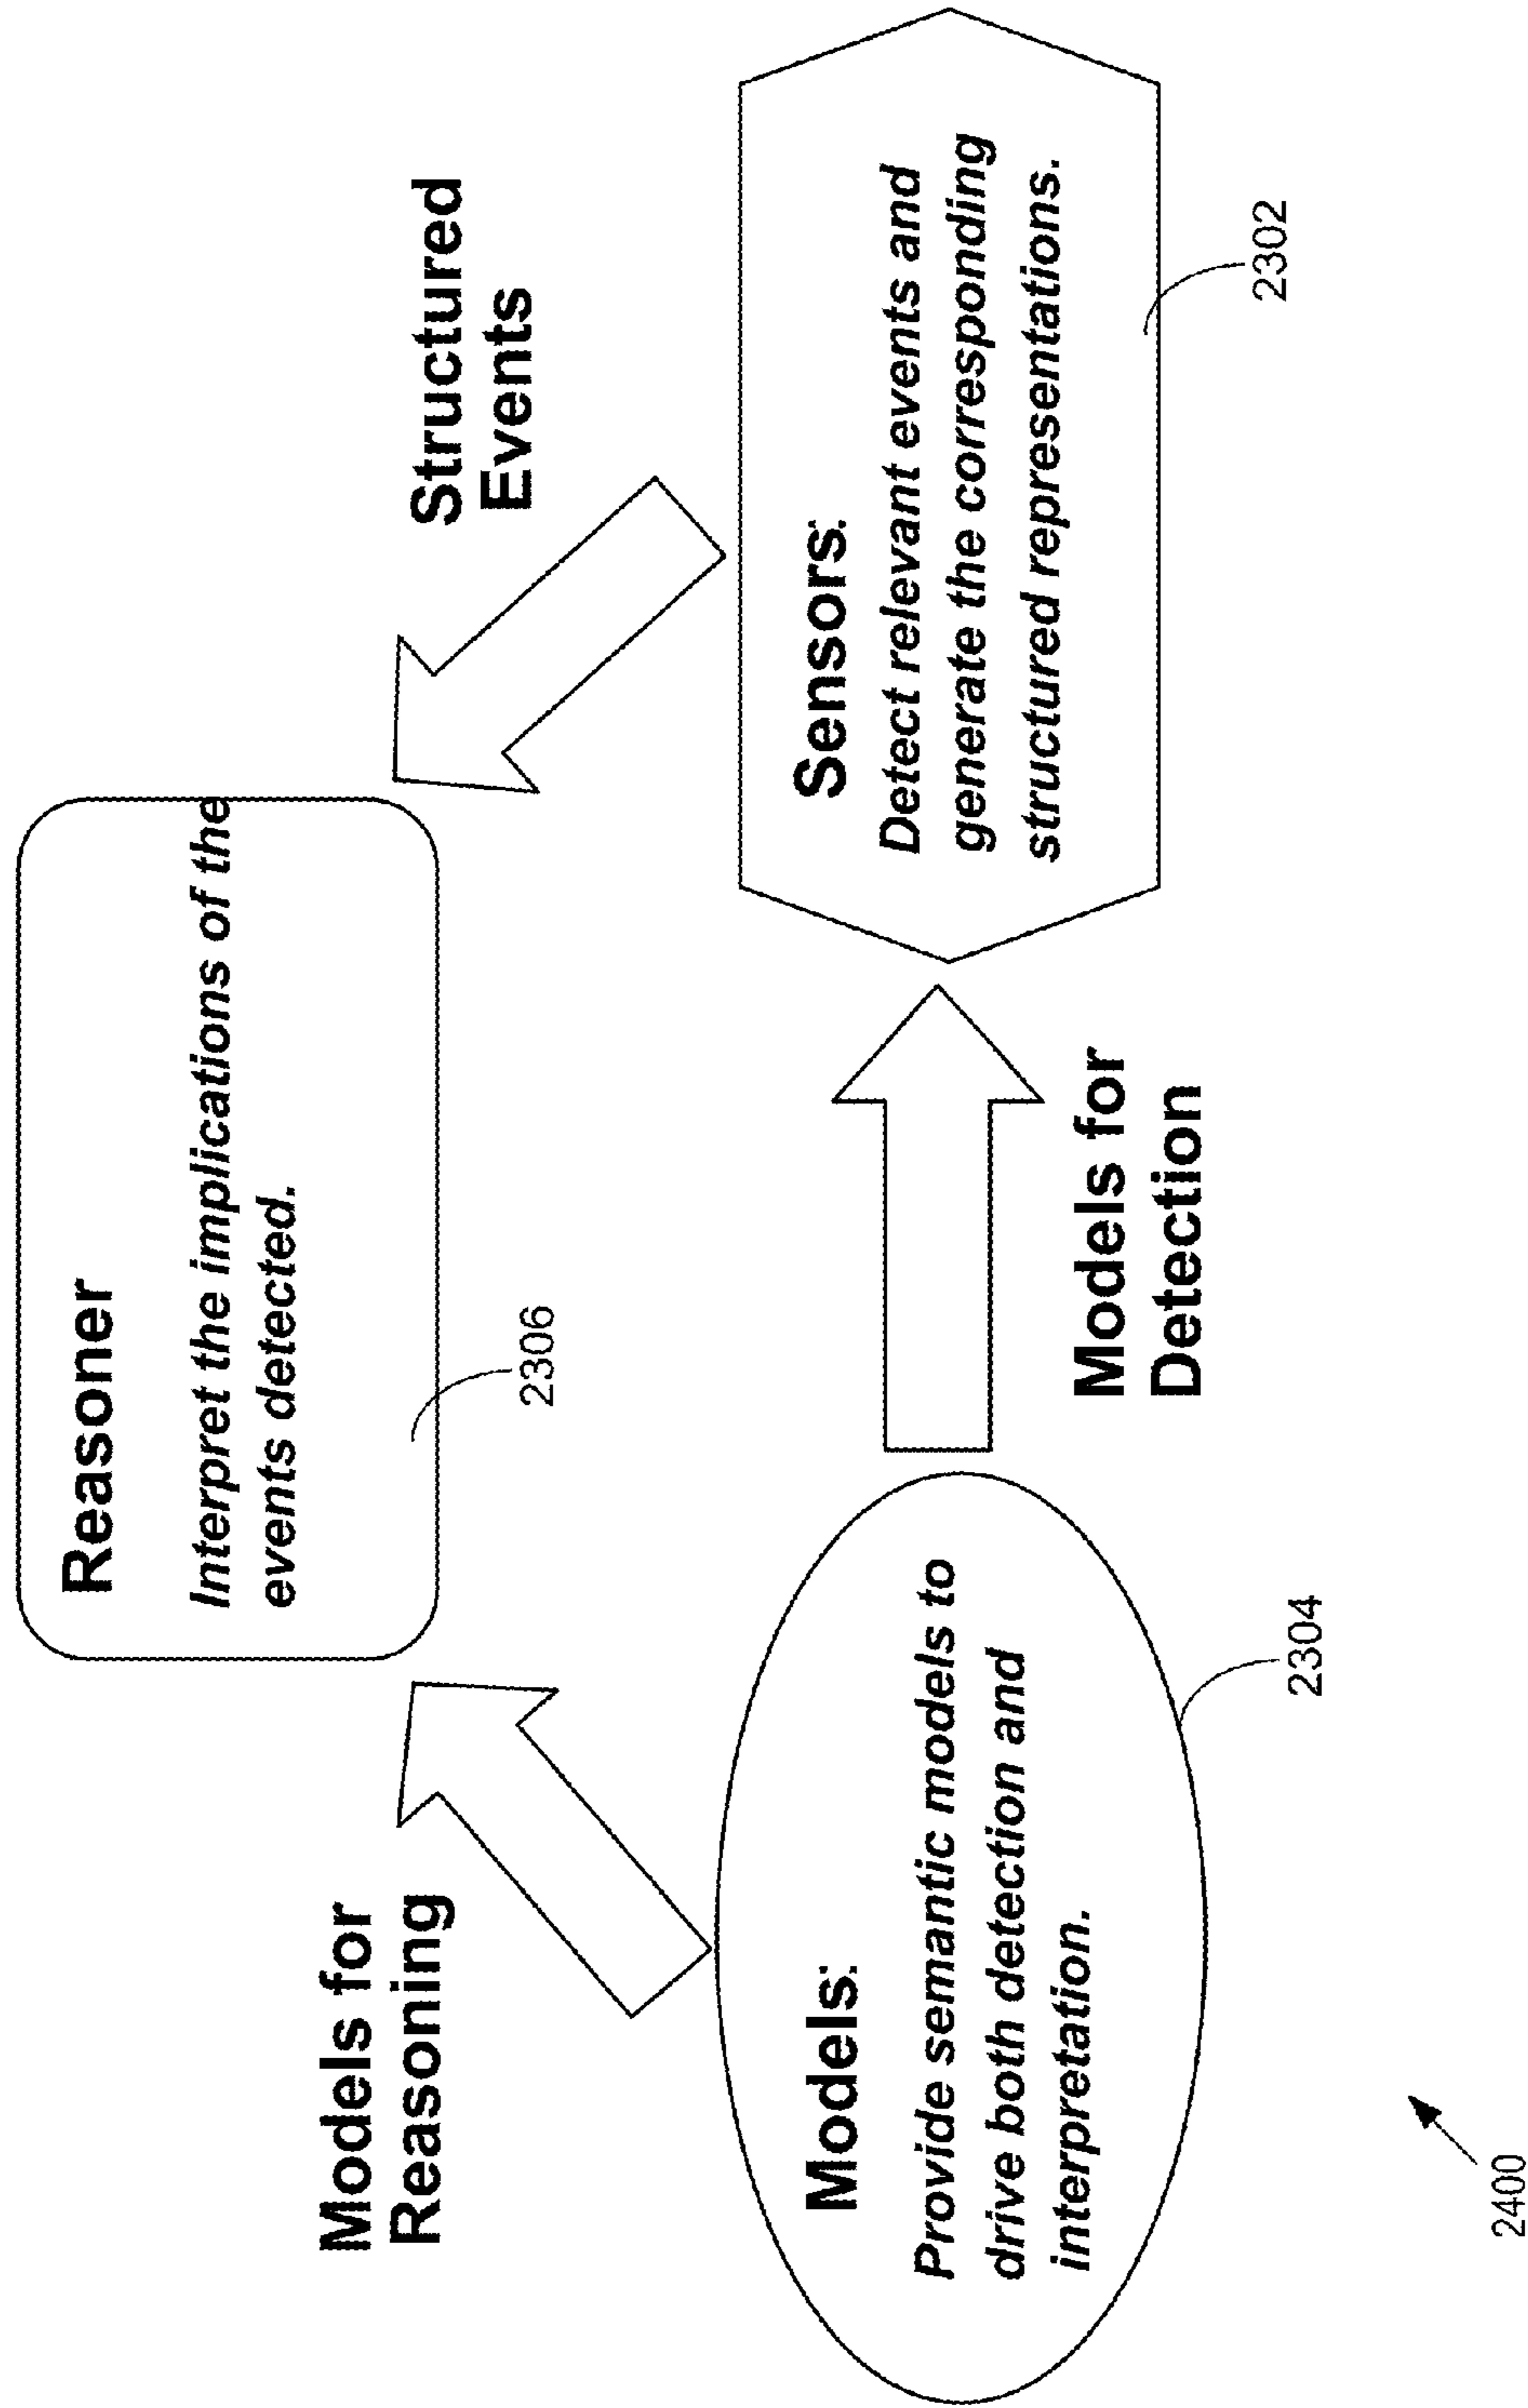 Reasoner
Interpret the implications of the
events detected.
2306
Models for
Reasoning
Structured
Events
Models:
Provide semantic models to
drive both detection and
interpretation.
2304
Models for
Detection
Sensors:
Detect relevant events and
generate the corresponding
structured representations.
2302
2400